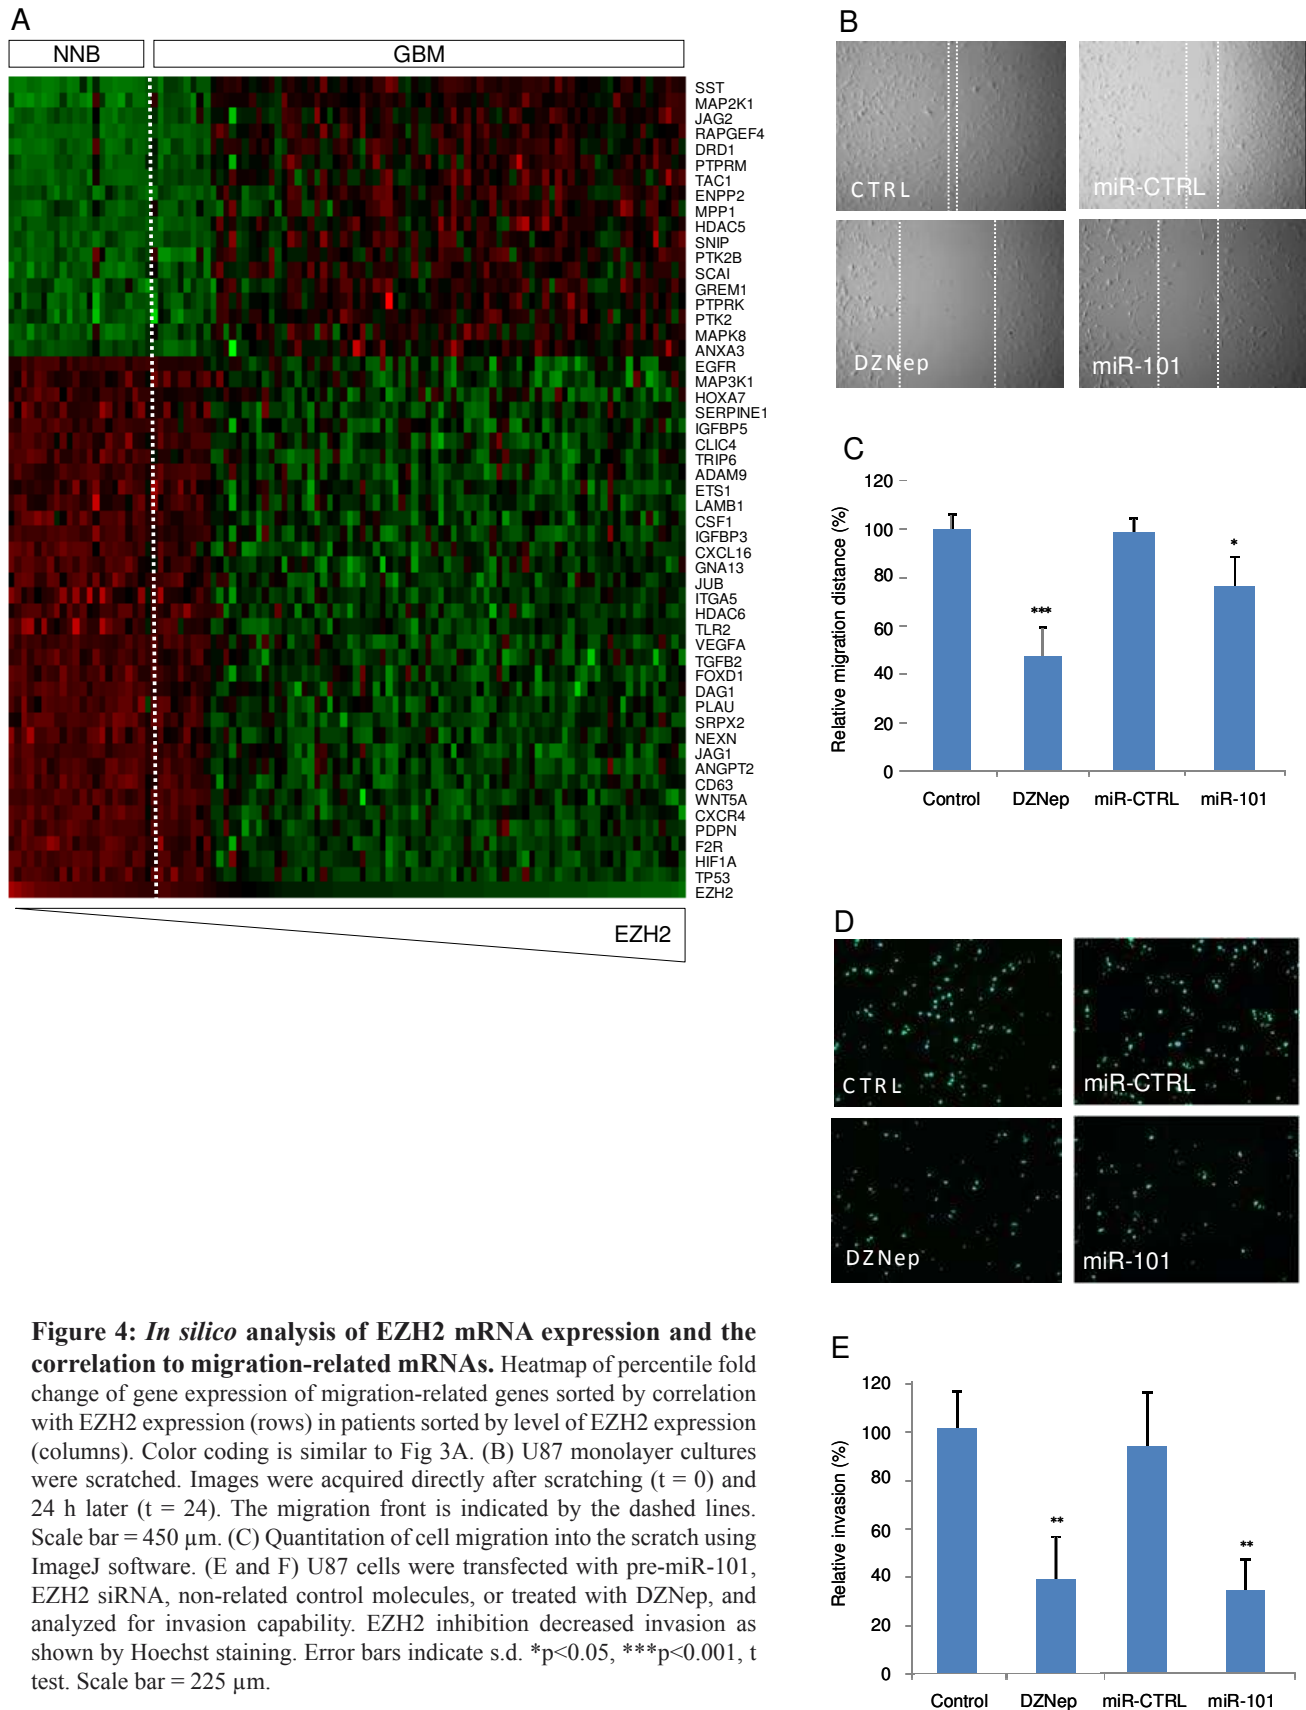 A
NNB
GBM
SST
MAP2K1
JAG2
RAPGEF4
DRD1
PTPRM
TAC1
ENPP2
MPP1
HDAC5
SNIP
PTK2B
SCAI
GREM1
PTPRK
PTK2
MAPK8
ANXA3
EGFR
MAP3K1
HOXA7
SERPINE1
IGFBP5
CLIC4
TRIP6
ADAM9
ETS1
LAMB1
CSF1
IGFBP3
CXCL16
GNA13
JUB
ITGA5
HDAC6
TLR2
VEGFA
TGFB2
FOXD1
DAG1
PLAU
SRPX2
NEXN
JAG1
ANGPT2
CD63
WNT5A
CXCR4
PDPN
F2R
HIF1A
TP53
EZH2
EZH2
B
CTRL
miR-CTRL
DZNep
miR-101
C
Relative migration distance (%)
120
100
80
60
40
20
0
***
*
Control DZNep miR-CTRL miR-101
D
CTRL
miR-CTRL
DZNep
miR-101
E
Relative invasion (%)
120
100
80
60
40
20
0
**
**
Control DZNep miR-CTRL miR-101
Figure 4: In silico analysis of EZH2 mRNA expression and the
correlation to migration-related mRNAs. Heatmap of percentile fold
change of gene expression of migration-related genes sorted by correlation
with EZH2 expression (rows) in patients sorted by level of EZH2 expression
(columns). Color coding is similar to Fig 3A. (B) U87 monolayer cultures
were scratched. Images were acquired directly after scratching (t = 0) and
24 h later (t = 24). The migration front is indicated by the dashed lines.
Scale bar = 450 µm. (C) Quantitation of cell migration into the scratch using
ImageJ software. (E and F) U87 cells were transfected with pre-miR-101,
EZH2 siRNA, non-related control molecules, or treated with DZNep, and
analyzed for invasion capability. EZH2 inhibition decreased invasion as
shown by Hoechst staining. Error bars indicate s.d. *p<0.05, ***p<0.001, t
test. Scale bar = 225 µm.